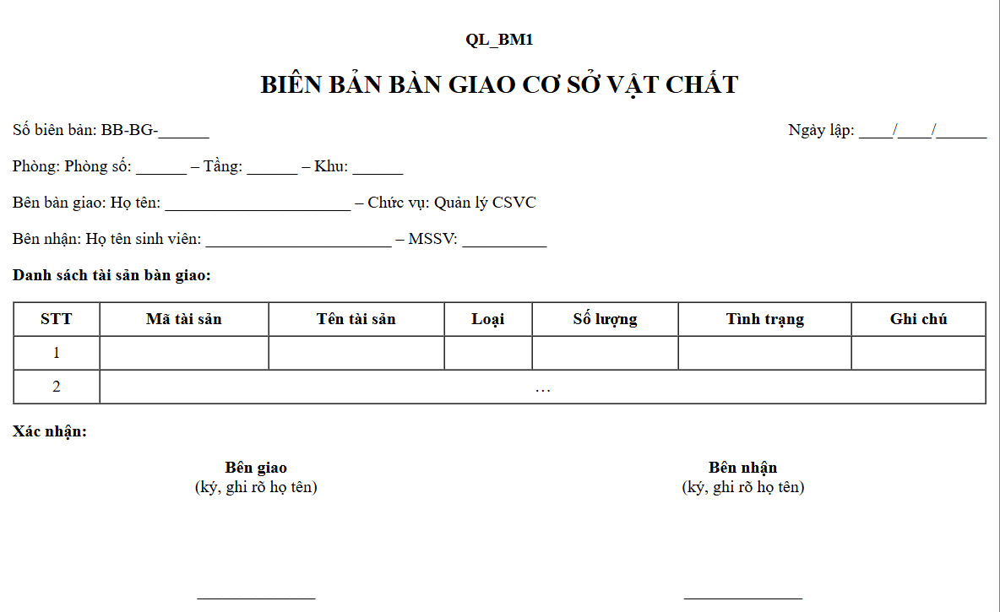 QL_BM1
BIÊN BẢN BÀN GIAO CƠ SỞ VẬT CHẤT
Số biên bản: BB-BG-______ Ngày lập: ____/____/______
Phòng: Phòng số: ______ – Tầng: ______ – Khu: ______
Bên bàn giao: Họ tên: ______________________ – Chức vụ: Quản lý CSVC
Bên nhận: Họ tên sinh viên: ______________________ – MSSV: __________
Danh sách tài sản bàn giao:
STT Mã tài sản Tên tài sản Loại Số lượng Tình trạng Ghi chú
1
2 …
Xác nhận:
Bên giao Bên nhận
(ký, ghi rõ họ tên) (ký, ghi rõ họ tên)
______________ ______________